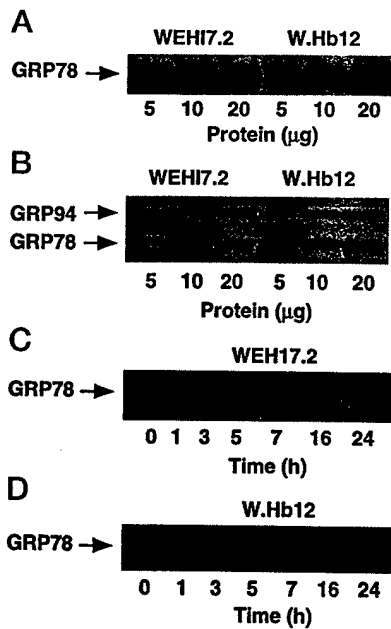 A
WEHI7.2 W.Hb12
GRP78
5 10 20 5 10 20
Protein (µg)
B
WEHI7.2 W.Hb12
GRP94
GRP78
5 10 20 5 10 20
Protein (µg)
C
WEH17.2
GRP78
0 1 3 5 7 16 24
Time (h)
D
W.Hb12
GRP78
0 1 3 5 7 16 24
Time (h)